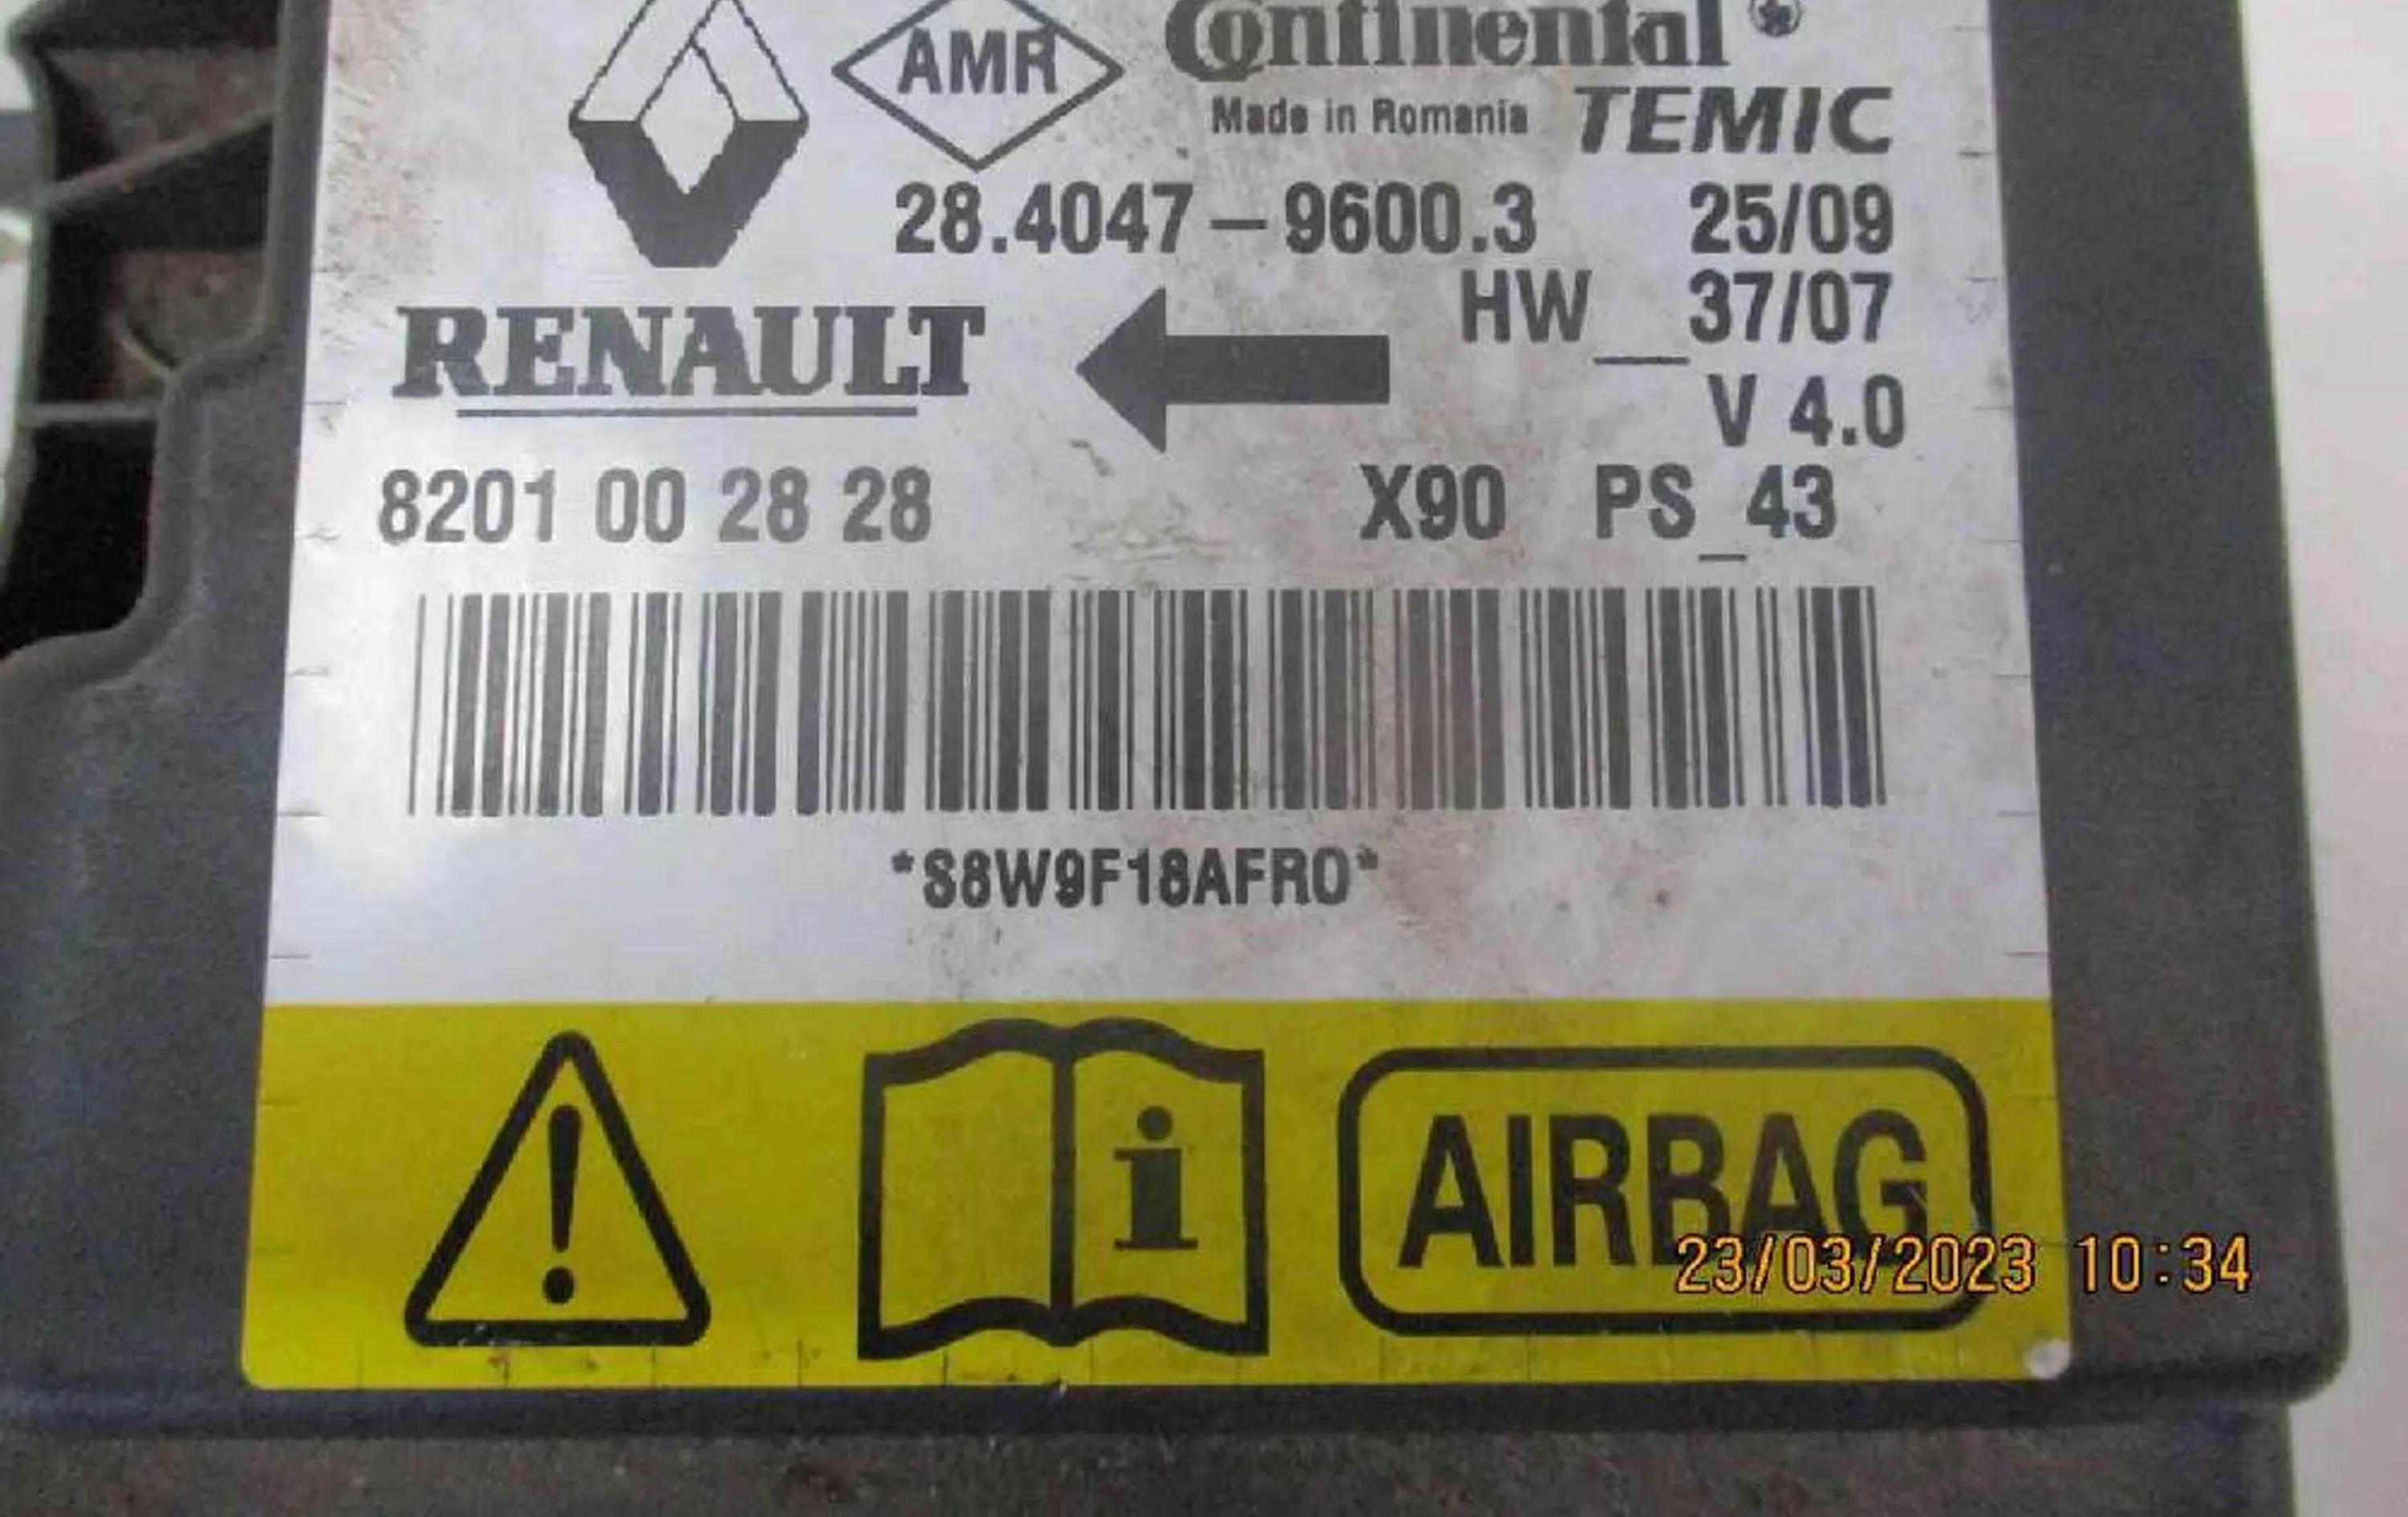 AMR Continental
Made in Romania TEMIC
28.4047-9600.3 25/09
HW__37/07
RENAULT
V 4.0
8201 00 28 28 X90 PS_43
*S8W9F18AFR0*
i AIRBAG
23/03/2023 10:34